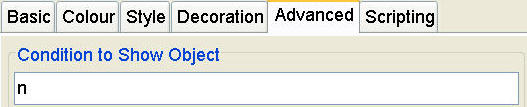 Basic Colour Style Decoration Advanced Scripting
Condition to Show Object
n